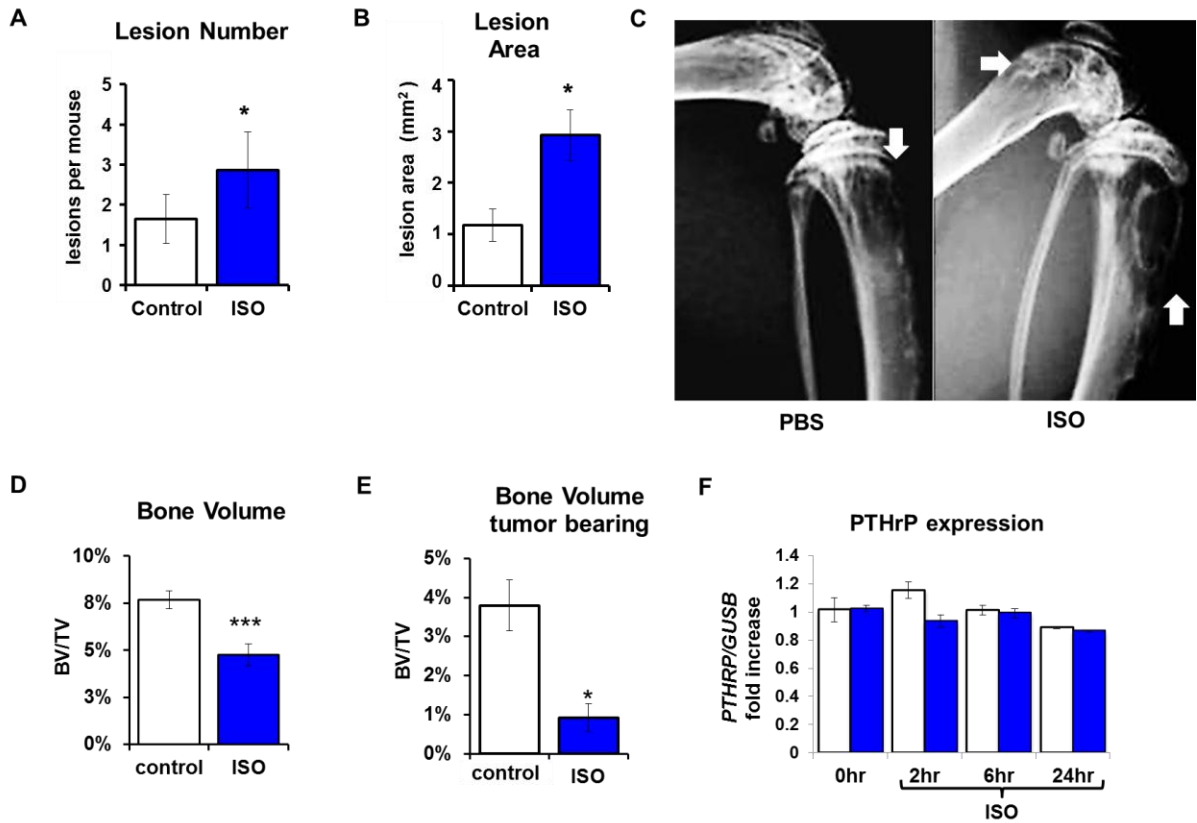 A
Lesion Number
lesions per mouse
5
4
3
2
1
0
*
Control
ISO
B
Lesion
Area
lesion area (mm²)
4
3
2
1
0
*
Control
ISO
C
PBS
ISO
D
Bone Volume
BV/TV
10%
8%
5%
3%
0%
***
control
ISO
E
Bone Volume
tumor bearing
BV/TV
5%
4%
3%
2%
1%
0%
*
control
ISO
F
PTHrP expression
PTHRP/GUSB
fold increase
1.4
1.2
1
0.8
0.6
0.4
0.2
0
0hr
2hr
6hr
24hr
ISO